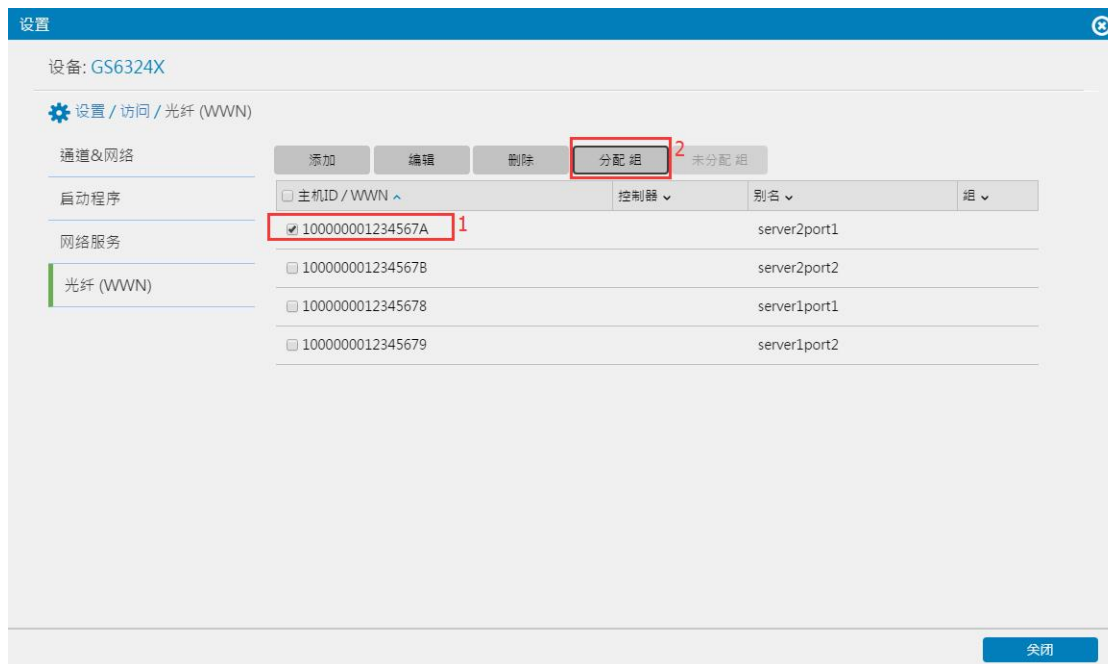 设置
设备: GS6324X
设置 / 访问 / 光纤 (WWN)
通道&网络
启动程序
网络服务
光纤 (WWN)
添加 编辑 删除 分配 组 2 未分配 组
主机ID / WWN 控制器 别名 组
100000001234567A 1 server2port1
100000001234567B server2port2
1000000012345678 server1port1
1000000012345679 server1port2
关闭